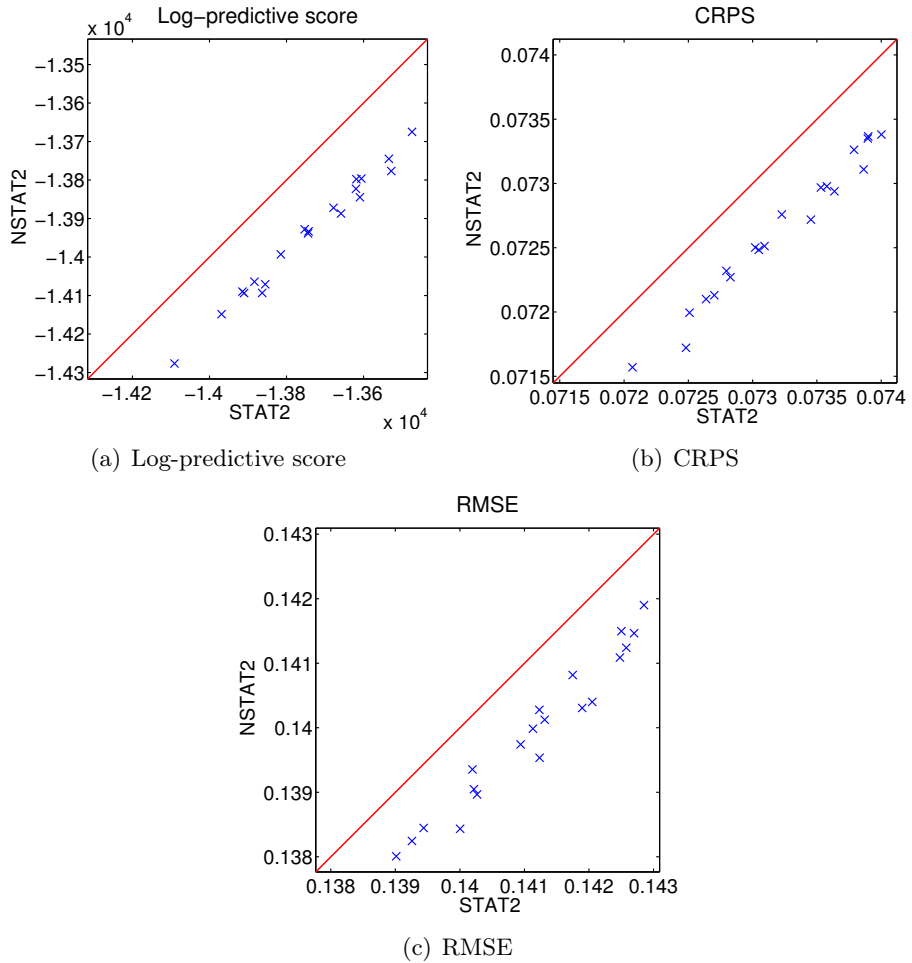 Log−predictive score
x 10⁴
−1.35
−1.36
−1.37
−1.38
−1.39
−1.4
−1.41
−1.42
−1.43
NSTAT2
−1.42 −1.4 −1.38 −1.36
STAT2
x 10⁴
(a) Log-predictive score
CRPS
0.074
0.0735
0.073
0.0725
0.072
0.0715
NSTAT2
0.0715 0.072 0.0725 0.073 0.0735 0.074
STAT2
(b) CRPS
RMSE
0.143
0.142
0.141
0.14
0.139
0.138
NSTAT2
0.138 0.139 0.14 0.141 0.142 0.143
STAT2
(c) RMSE